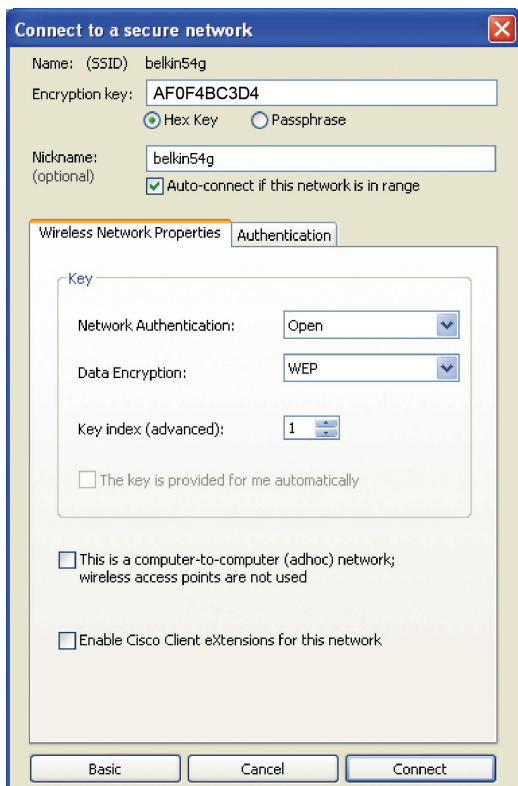 Connect to a secure network
Name: (SSID) belkin54g
Encryption key: AF0F4BC3D4
Hex Key Passphrase
Nickname: belkin54g
(optional)
Auto-connect if this network is in range
Wireless Network Properties Authentication
Key
Network Authentication: Open
Data Encryption: WEP
Key index (advanced): 1
The key is provided for me automatically
This is a computer-to-computer (adhoc) network;
wireless access points are not used
Enable Cisco Client eXtensions for this network
Basic Cancel Connect